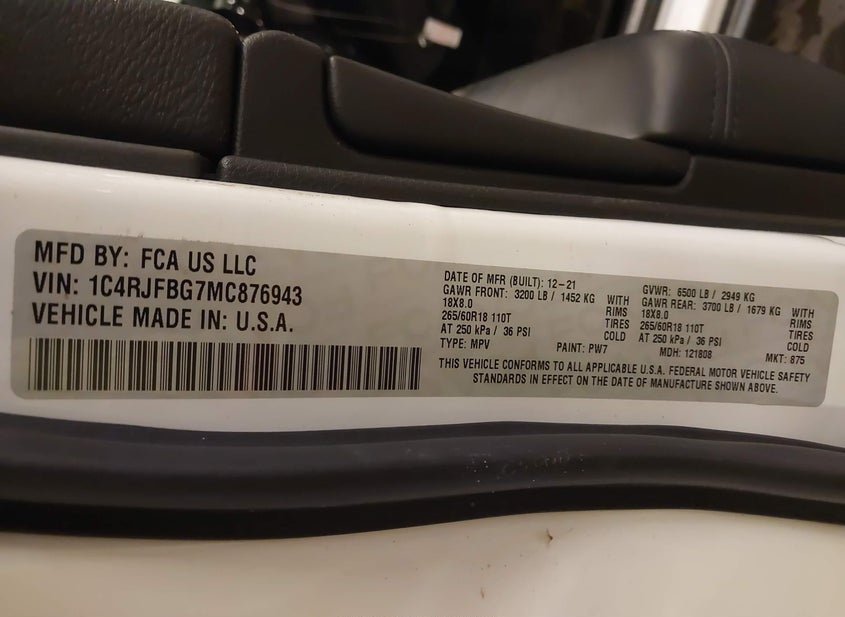 MFD BY: FCA US LLC
VIN: 1C4RJFBG7MC876943
VEHICLE MADE IN: U.S.A.
DATE OF MFR (BUILT): 12-21
GAWR FRONT: 3200 LB / 1452 KG WITH
18X8.0 RIMS
265/60R18 110T TIRES
AT 250 kPa / 36 PSI COLD
TYPE: MPV PAINT: PW7
GVWR: 6500 LB / 2949 KG
GAWR REAR: 3700 LB / 1679 KG WITH
18X8.0 RIMS
265/60R18 110T TIRES
AT 250 kPa / 36 PSI COLD
MDH: 121808 MKT: 875
THIS VEHICLE CONFORMS TO ALL APPLICABLE U.S.A. FEDERAL MOTOR VEHICLE SAFETY
STANDARDS IN EFFECT ON THE DATE OF MANUFACTURE SHOWN ABOVE.